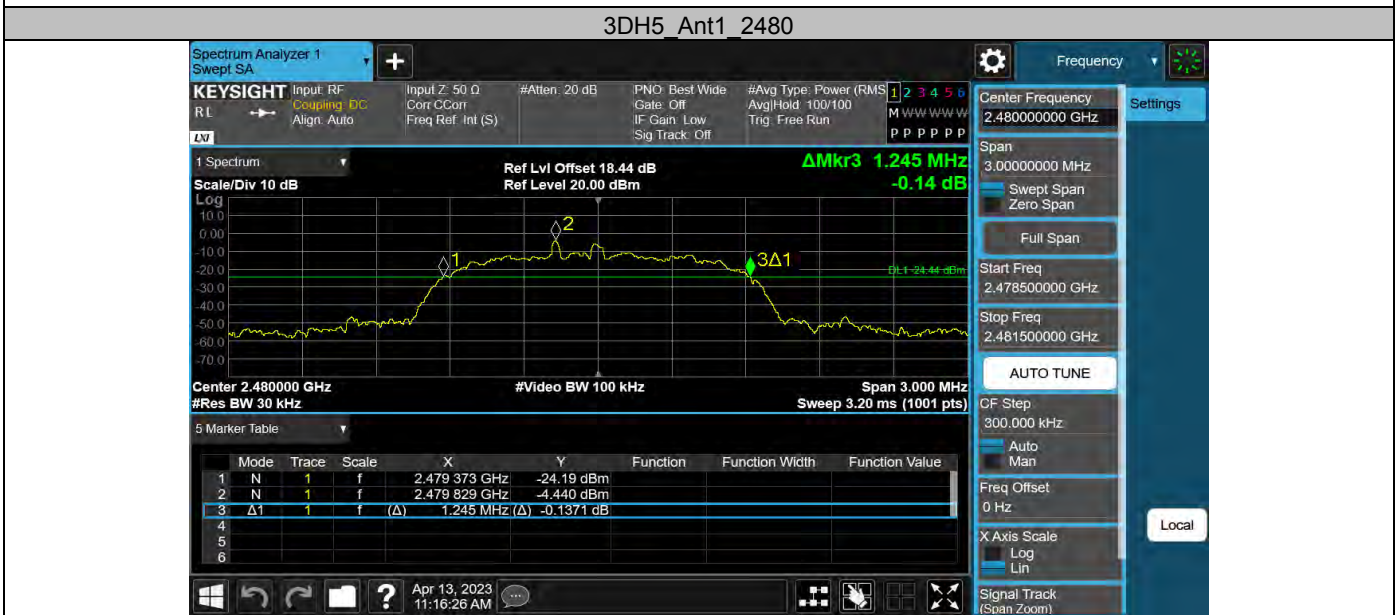 3DH5_Ant1_2480
Spectrum Analyzer 1
Swept SA
Frequency
KEYSIGHT
RL
LXI
Input: RF
Coupling: DC
Align: Auto
Input Z: 50 Ω
Corr CCorr
Freq Ref: Int (S)
#Atten: 20 dB
PNO: Best Wide
Gate: Off
IF Gain: Low
Sig Track: Off
#Avg Type: Power (RMS
Avg|Hold: 100/100
Trig: Free Run
1 2 3 4 5 6
M W W W W W
P P P P P P
Center Frequency
2.480000000 GHz
Settings
Span
3.00000000 MHz
Swept Span
Zero Span
Full Span
Start Freq
2.478500000 GHz
Stop Freq
2.481500000 GHz
AUTO TUNE
CF Step
300.000 kHz
Auto
Man
Freq Offset
0 Hz
X Axis Scale
Log
Lin
Signal Track
(Span Zoom)
Local
1 Spectrum
Scale/Div 10 dB
Ref Lvl Offset 18.44 dB
Ref Level 20.00 dBm
ΔMkr3 1.245 MHz
-0.14 dB
Log
10.0
0.00
-10.0
-20.0
-30.0
-40.0
-50.0
-60.0
-70.0
1
2
3Δ1
DL1 -24.44 dBm
Center 2.480000 GHz
#Video BW 100 kHz
Span 3.000 MHz
#Res BW 30 kHz
Sweep 3.20 ms (1001 pts)
5 Marker Table
Mode Trace Scale X Y Function Function Width Function Value
1 N 1 f 2.479 373 GHz -24.19 dBm
2 N 1 f 2.479 829 GHz -4.440 dBm
3 Δ1 1 f (Δ) 1.245 MHz (Δ) -0.1371 dB
4
5
6
?
Apr 13, 2023
11:16:26 AM